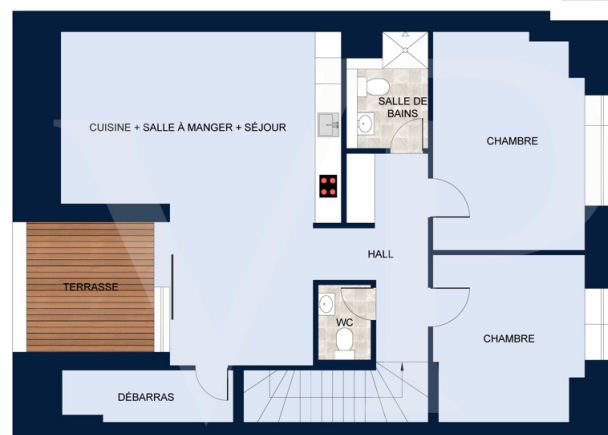 CUISINE + SALLE À MANGER + SÉJOUR
SALLE DE
BAINS
CHAMBRE
HALL
TERRASSE
WC
CHAMBRE
DÉBARRAS